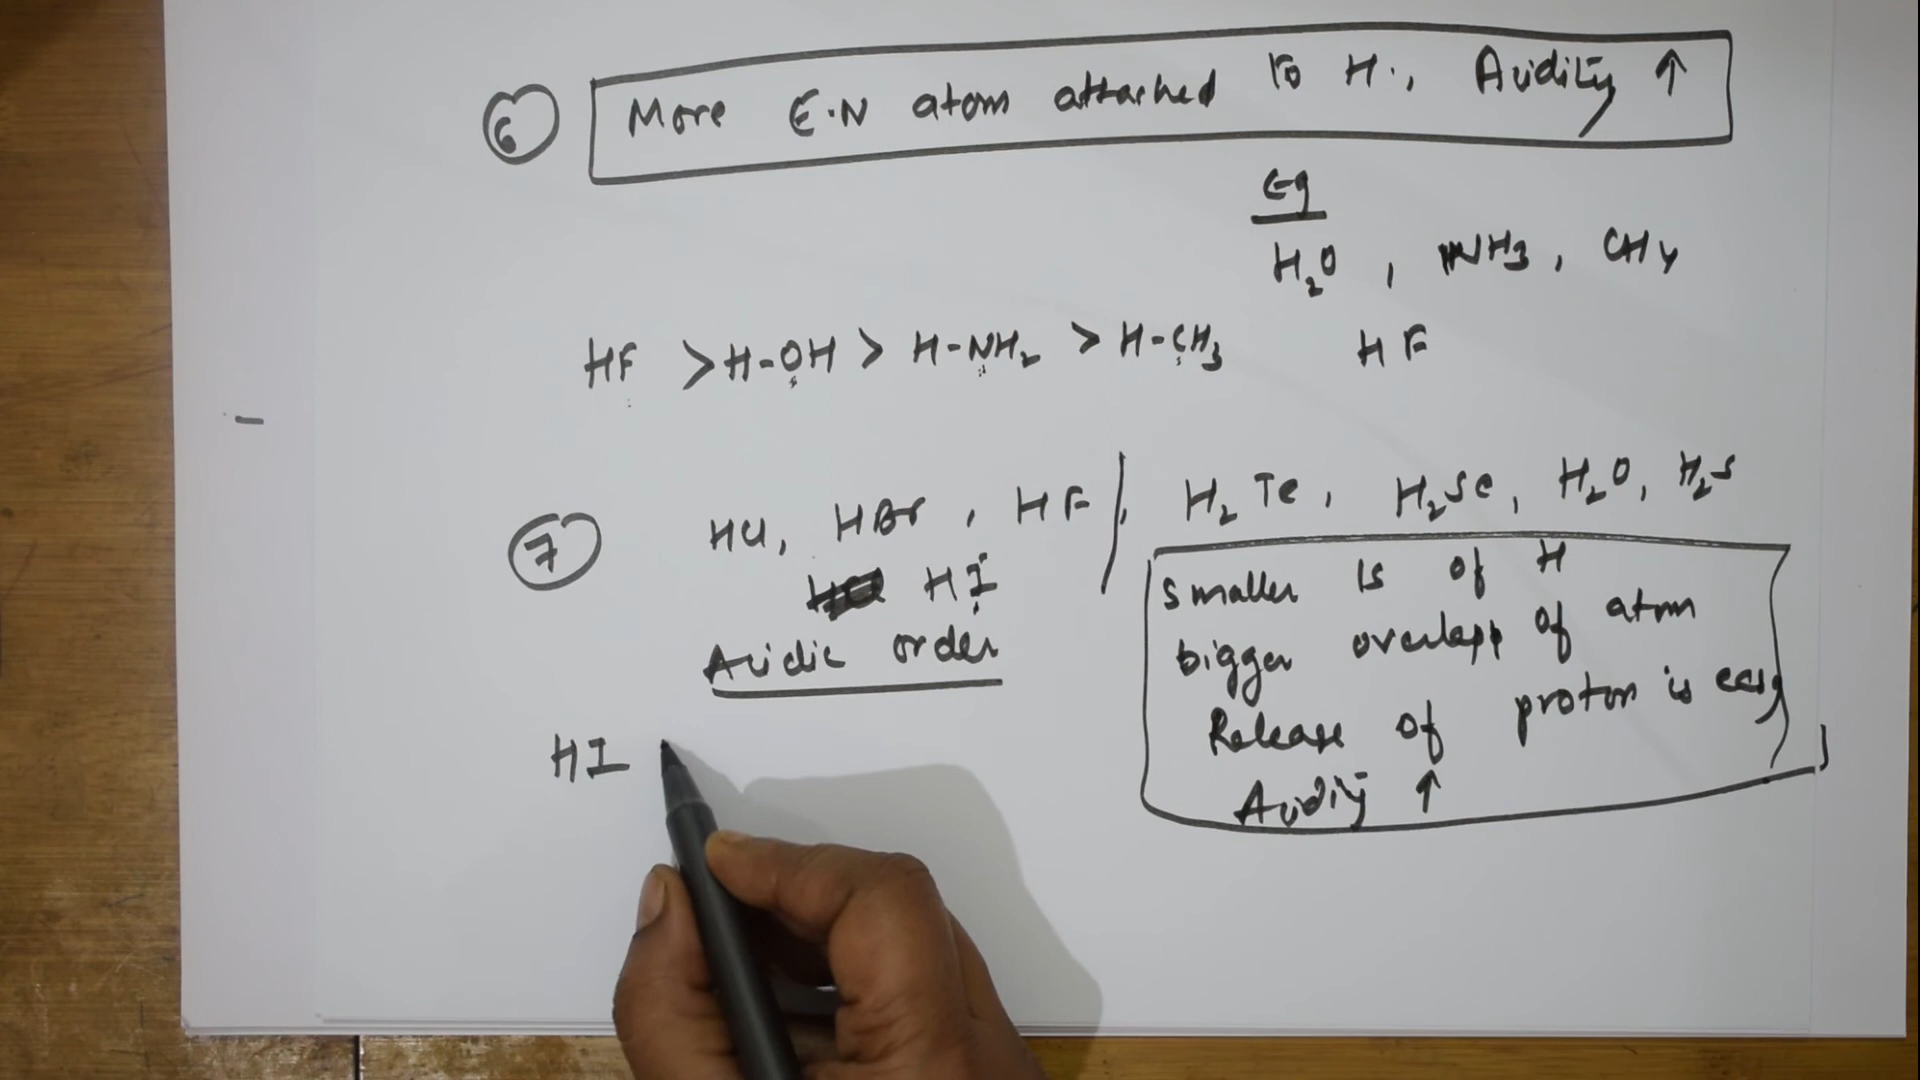 6 More E.N atom attached to H., Acidity ↑
Eg
H₂O, NH₃, CH₄
HF > H-OH > H-NH₂ > H-CH₃
HF
7 HCl, HBr, HF / H₂Te, H₂Se, H₂O, H₂S
HI
Acidic order
Smaller 1s of H
bigger overlapp of atom
Release of proton is easy
Acidity ↑
HI